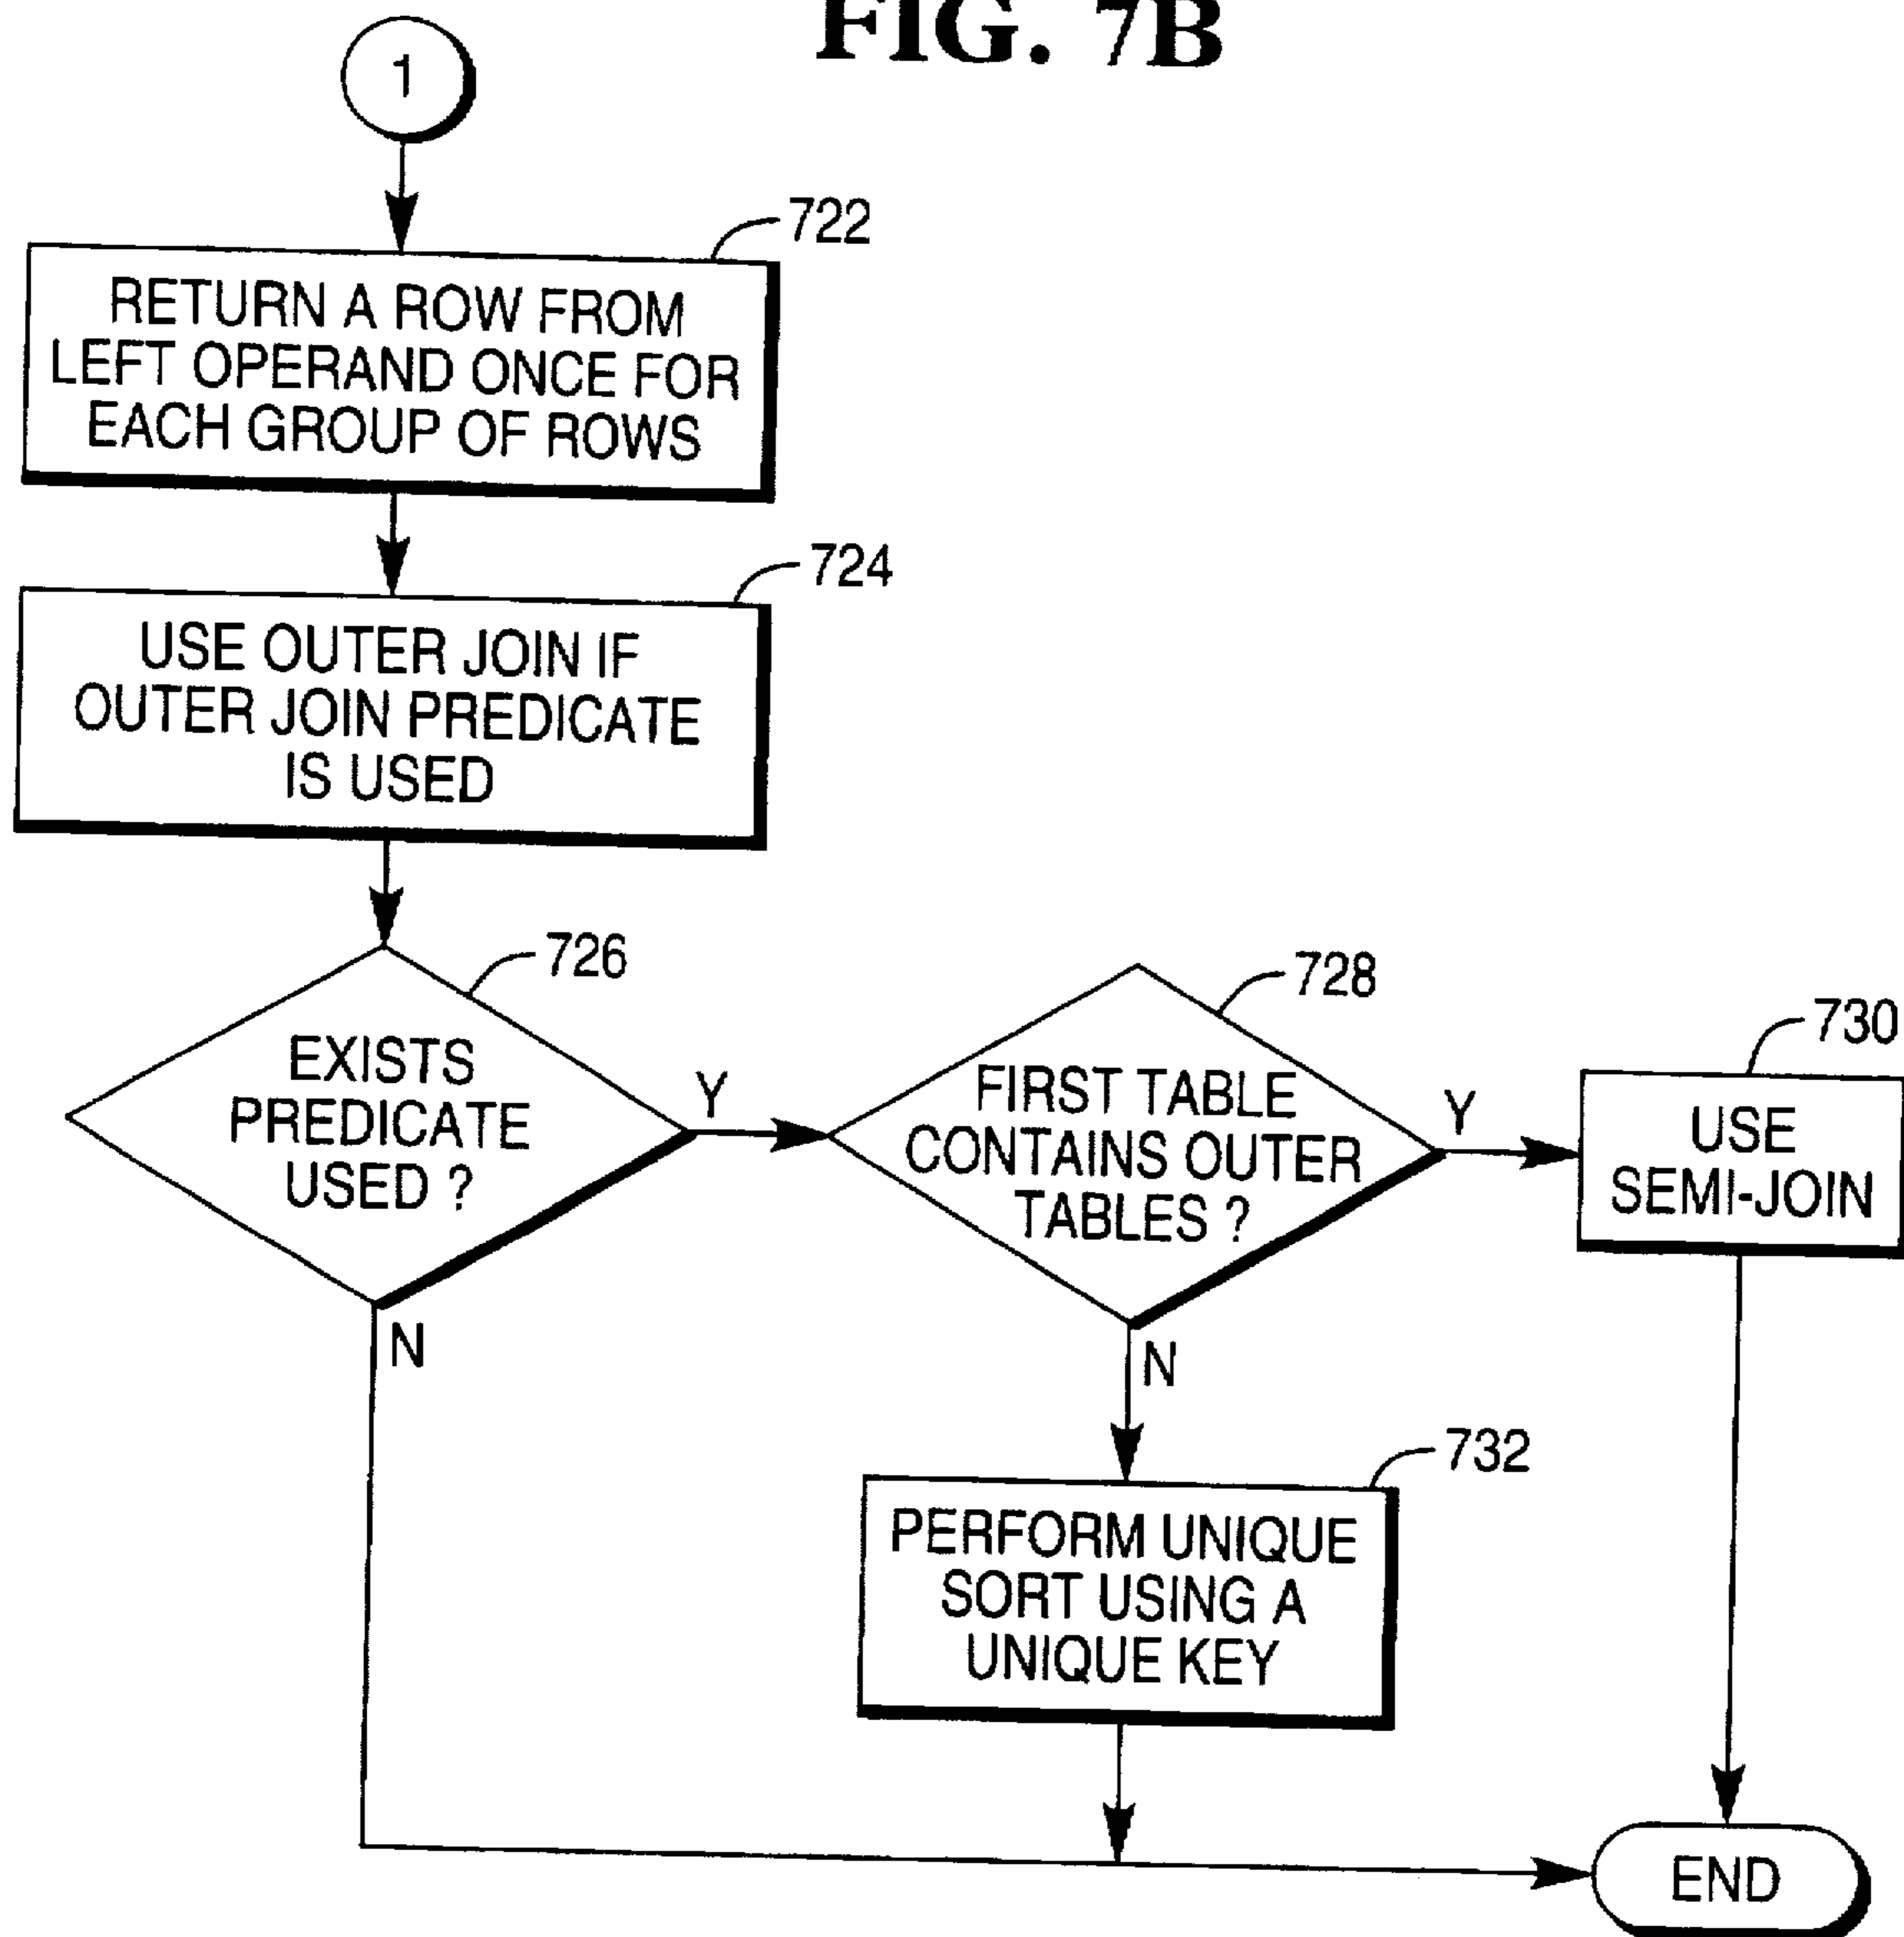 FIG. 7B
1
722
RETURN A ROW FROM
LEFT OPERAND ONCE FOR
EACH GROUP OF ROWS
724
USE OUTER JOIN IF
OUTER JOIN PREDICATE
IS USED
726
EXISTS
PREDICATE
USED ?
Y
N
728
FIRST TABLE
CONTAINS OUTER
TABLES ?
Y
N
730
USE
SEMI-JOIN
732
PERFORM UNIQUE
SORT USING A
UNIQUE KEY
END